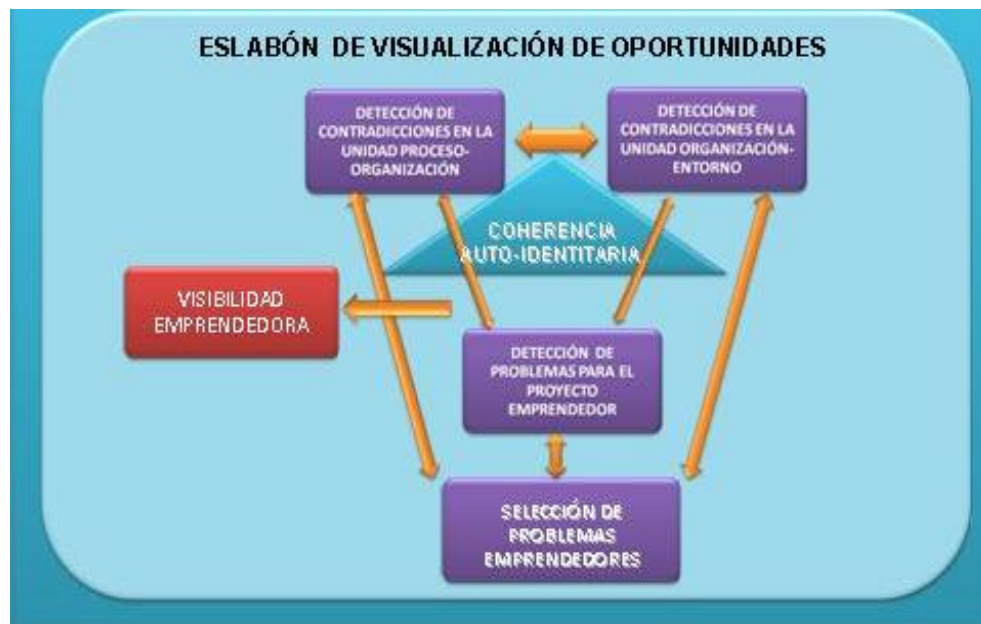 ESLABÓN DE VISUALIZACIÓN DE OPORTUNIDADES
DETECCIÓN DE
CONTRADICCIONES EN LA
UNIDAD PROCESO-
ORGANIZACIÓN
DETECCIÓN DE
CONTRADICCIONES EN LA
UNIDAD ORGANIZACIÓN-
ENTORNO
COHERENCIA
AUTO-IDENTITARIA
VISIBILIDAD
EMPRENDEDORA
DETECCIÓN DE
PROBLEMAS PARA EL
PROYECTO
EMPRENDEDOR
SELECCIÓN DE
PROBLEMAS
EMPRENDEDORES